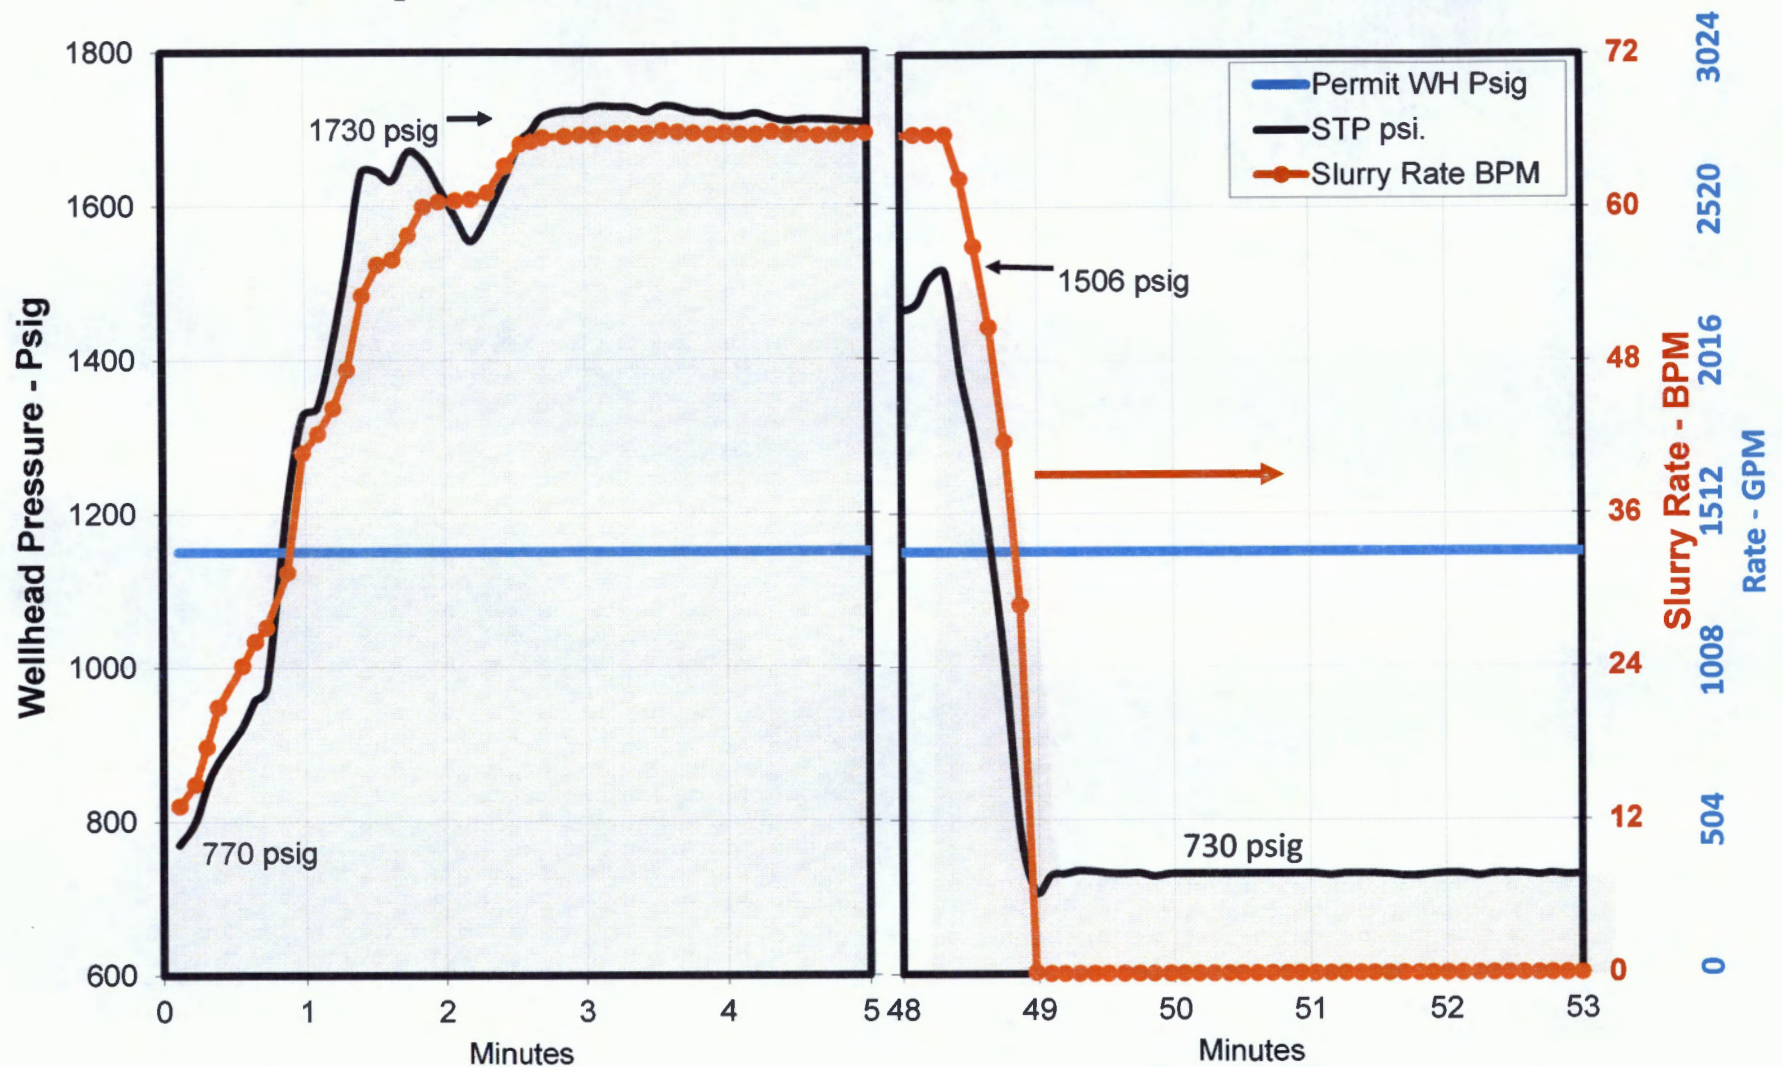 1800
1600
1400
1200
1000
800
600
Wellhead Pressure - Psig
0
1
2
3
4
5
Minutes
1730 psig
770 psig
48
49
50
51
52
53
Minutes
Permit WH Psig
STP psi.
Slurry Rate BPM
1506 psig
730 psig
72
60
48
36
24
12
0
Slurry Rate - BPM
3024
2520
2016
1512
1008
504
0
Rate - GPM